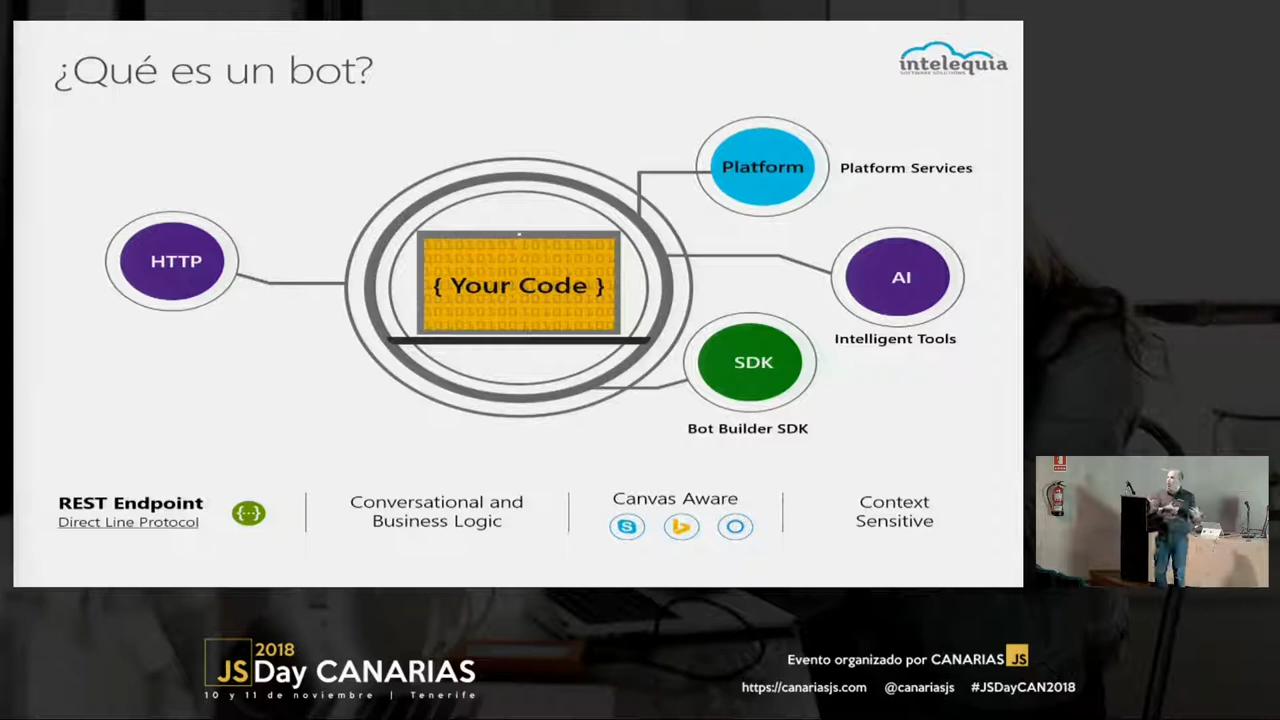 ¿Qué es un bot?
intelequia
SOFTWARE SOLUTIONS
Platform
Platform Services
HTTP
{ Your Code }
AI
Intelligent Tools
SDK
Bot Builder SDK
REST Endpoint
Direct Line Protocol
{···}
Conversational and
Business Logic
Canvas Aware
Context
Sensitive
2018
JSDay CANARIAS
10 y 11 de noviembre | Tenerife
Evento organizado por CANARIAS JS
https://canariasjs.com @canariasjs #JSDayCAN2018